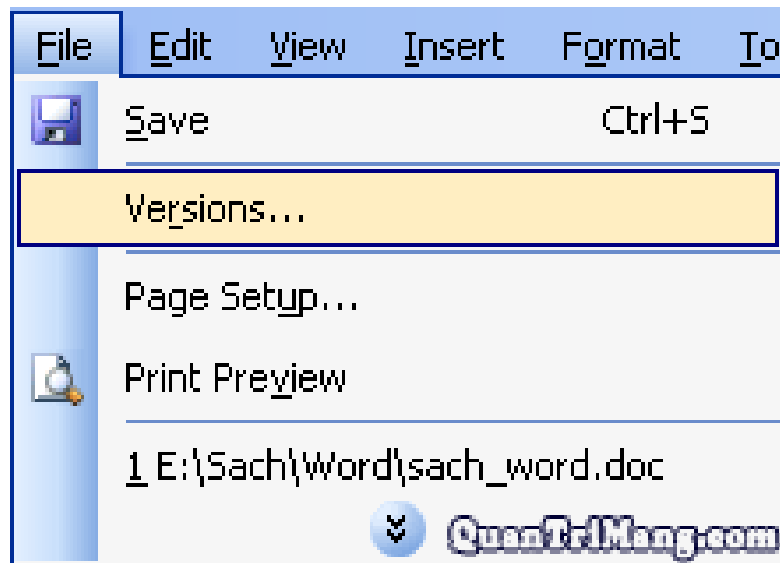 File Edit View Insert Format To
Save Ctrl+S
Versions...
Page Setup...
Print Preview
1 E:\Sach\Word\sach_word.doc
QuanTriMang.com